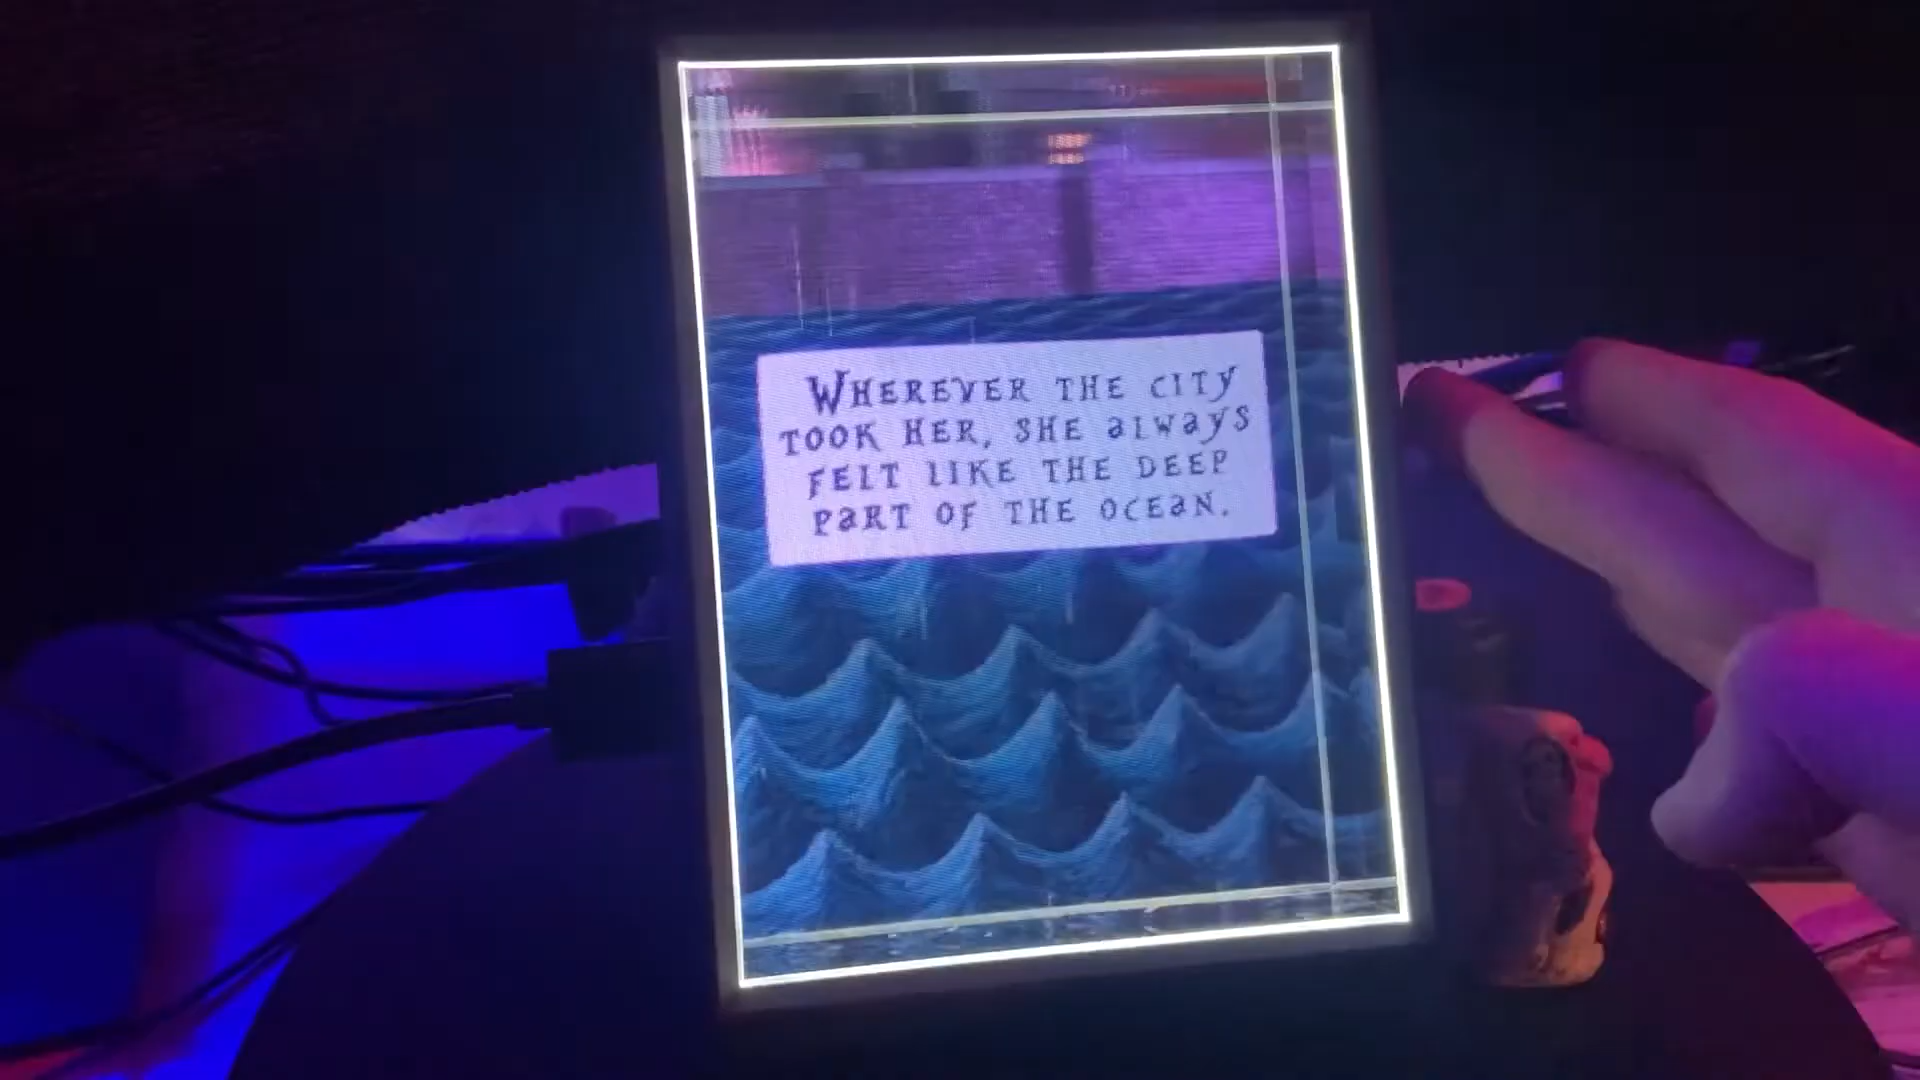 WHEREVER THE CITY
TOOK HER, SHE ALWAYS
FELT LIKE THE DEEP
PART OF THE OCEAN.